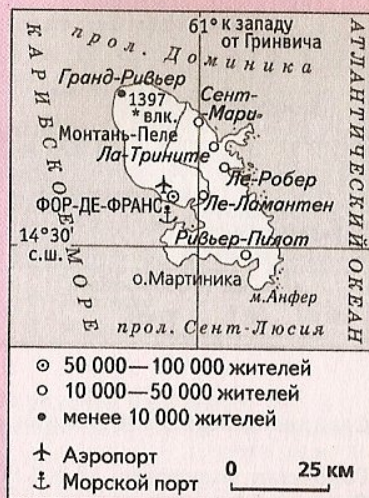 61° к западу
от Гринвича
прол. Доминика
КАРИБСКОЕ МОРЕ
АТЛАНТИЧЕСКИЙ ОКЕАН
Гранд-Ривьер
1397
влк.
Монтань-Пеле
Сент-
Мари
Ла-Трините
Ле-Робер
ФОР-ДЕ-ФРАНС
Ле-Ломантен
14°30'
с.ш.
Ривьер-Пилот
о.Мартиника
м.Анфер
прол. Сент-Люсия
50 000—100 000 жителей
10 000—50 000 жителей
менее 10 000 жителей
Аэропорт
Морской порт
0 25 км